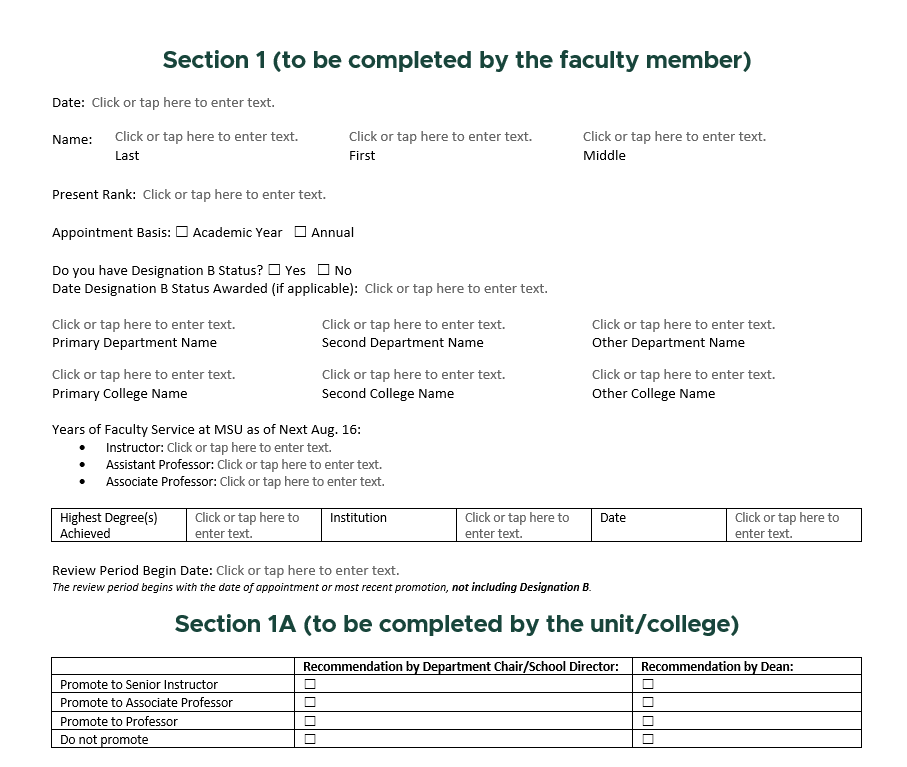 Section 1 (to be completed by the faculty member)
Date: Click or tap here to enter text.
Name: Click or tap here to enter text. Click or tap here to enter text. Click or tap here to enter text.
Last First Middle
Present Rank: Click or tap here to enter text.
Appointment Basis: ☐ Academic Year ☐ Annual
Do you have Designation B Status? ☐ Yes ☐ No
Date Designation B Status Awarded (if applicable): Click or tap here to enter text.
Click or tap here to enter text. Click or tap here to enter text. Click or tap here to enter text.
Primary Department Name Second Department Name Other Department Name
Click or tap here to enter text. Click or tap here to enter text. Click or tap here to enter text.
Primary College Name Second College Name Other College Name
Years of Faculty Service at MSU as of Next Aug. 16:
• Instructor: Click or tap here to enter text.
• Assistant Professor: Click or tap here to enter text.
• Associate Professor: Click or tap here to enter text.
Highest Degree(s) Click or tap here to Institution Click or tap here to Date Click or tap here to
Achieved enter text. enter text. enter text.
Review Period Begin Date: Click or tap here to enter text.
The review period begins with the date of appointment or most recent promotion, not including Designation B.
Section 1A (to be completed by the unit/college)
Recommendation by Department Chair/School Director: Recommendation by Dean:
Promote to Senior Instructor ☐ ☐
Promote to Associate Professor ☐ ☐
Promote to Professor ☐ ☐
Do not promote ☐ ☐